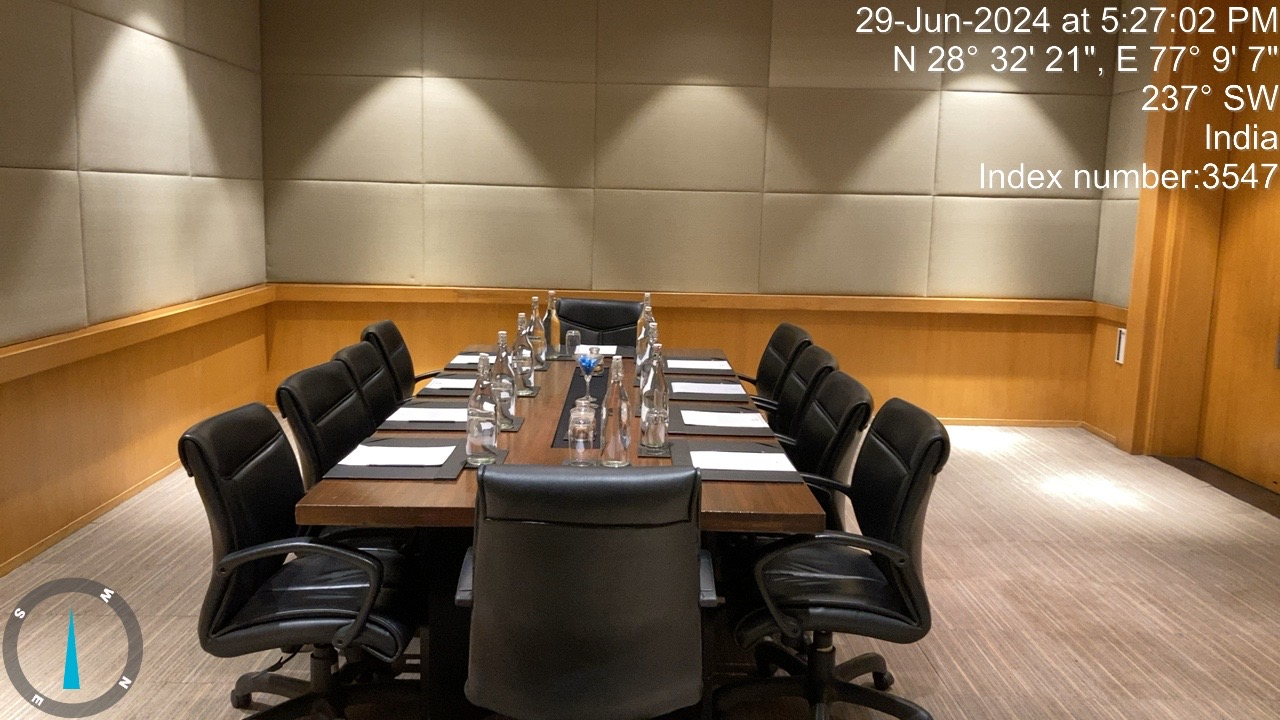 29-Jun-2024 at 5:27:02 PM
N 28° 32' 21", E 77° 9' 7"
237° SW
India
Index number:3547
S
W
E
N